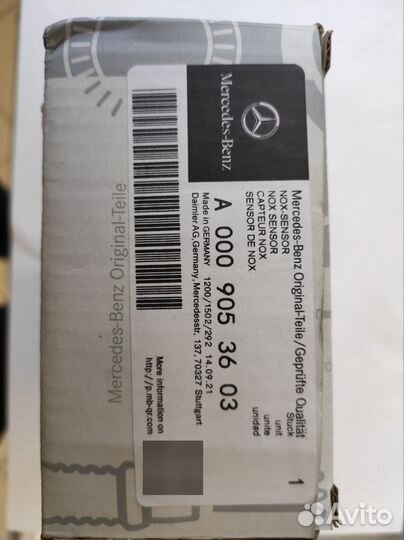 Mercedes-Benz
Mercedes-Benz Original-Teile/Geprüfte Qualität
NOX-SENSOR
NOX SENSOR
CAPTEUR NOX
SENSOR DE NOX
Stuck
unit
unite
unidad
1
A 000 905 36 03
Made in GERMANY 1200/1502/292 14.09.21
Daimler AG,Germany,Mercedesstr. 137,70327 Stuttgart
More information on
http://p.mb-qr.com
Mercedes-Benz Original-Teile
Avito